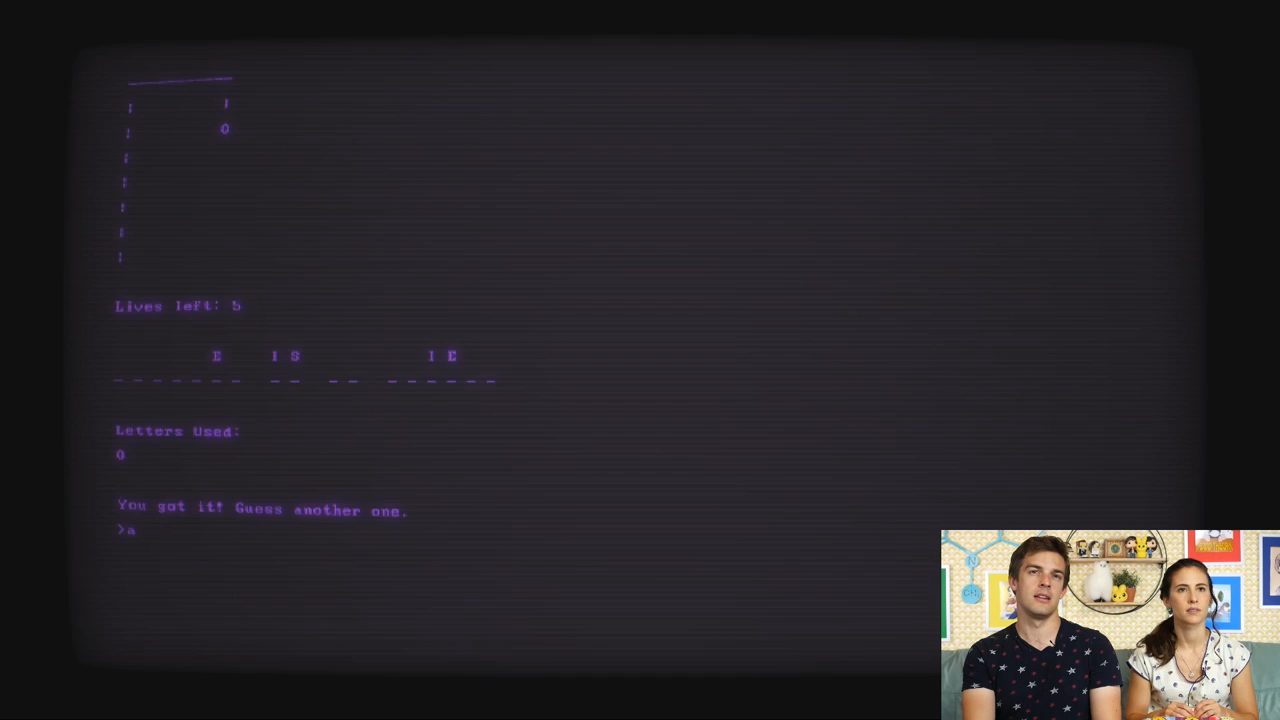 O
Lives left: 5
E I S I E
_ _ _ _ _ _ _ _ _ _ _ _ _ _ _ _ _
Letters Used:
O
You got it! Guess another one.
>a